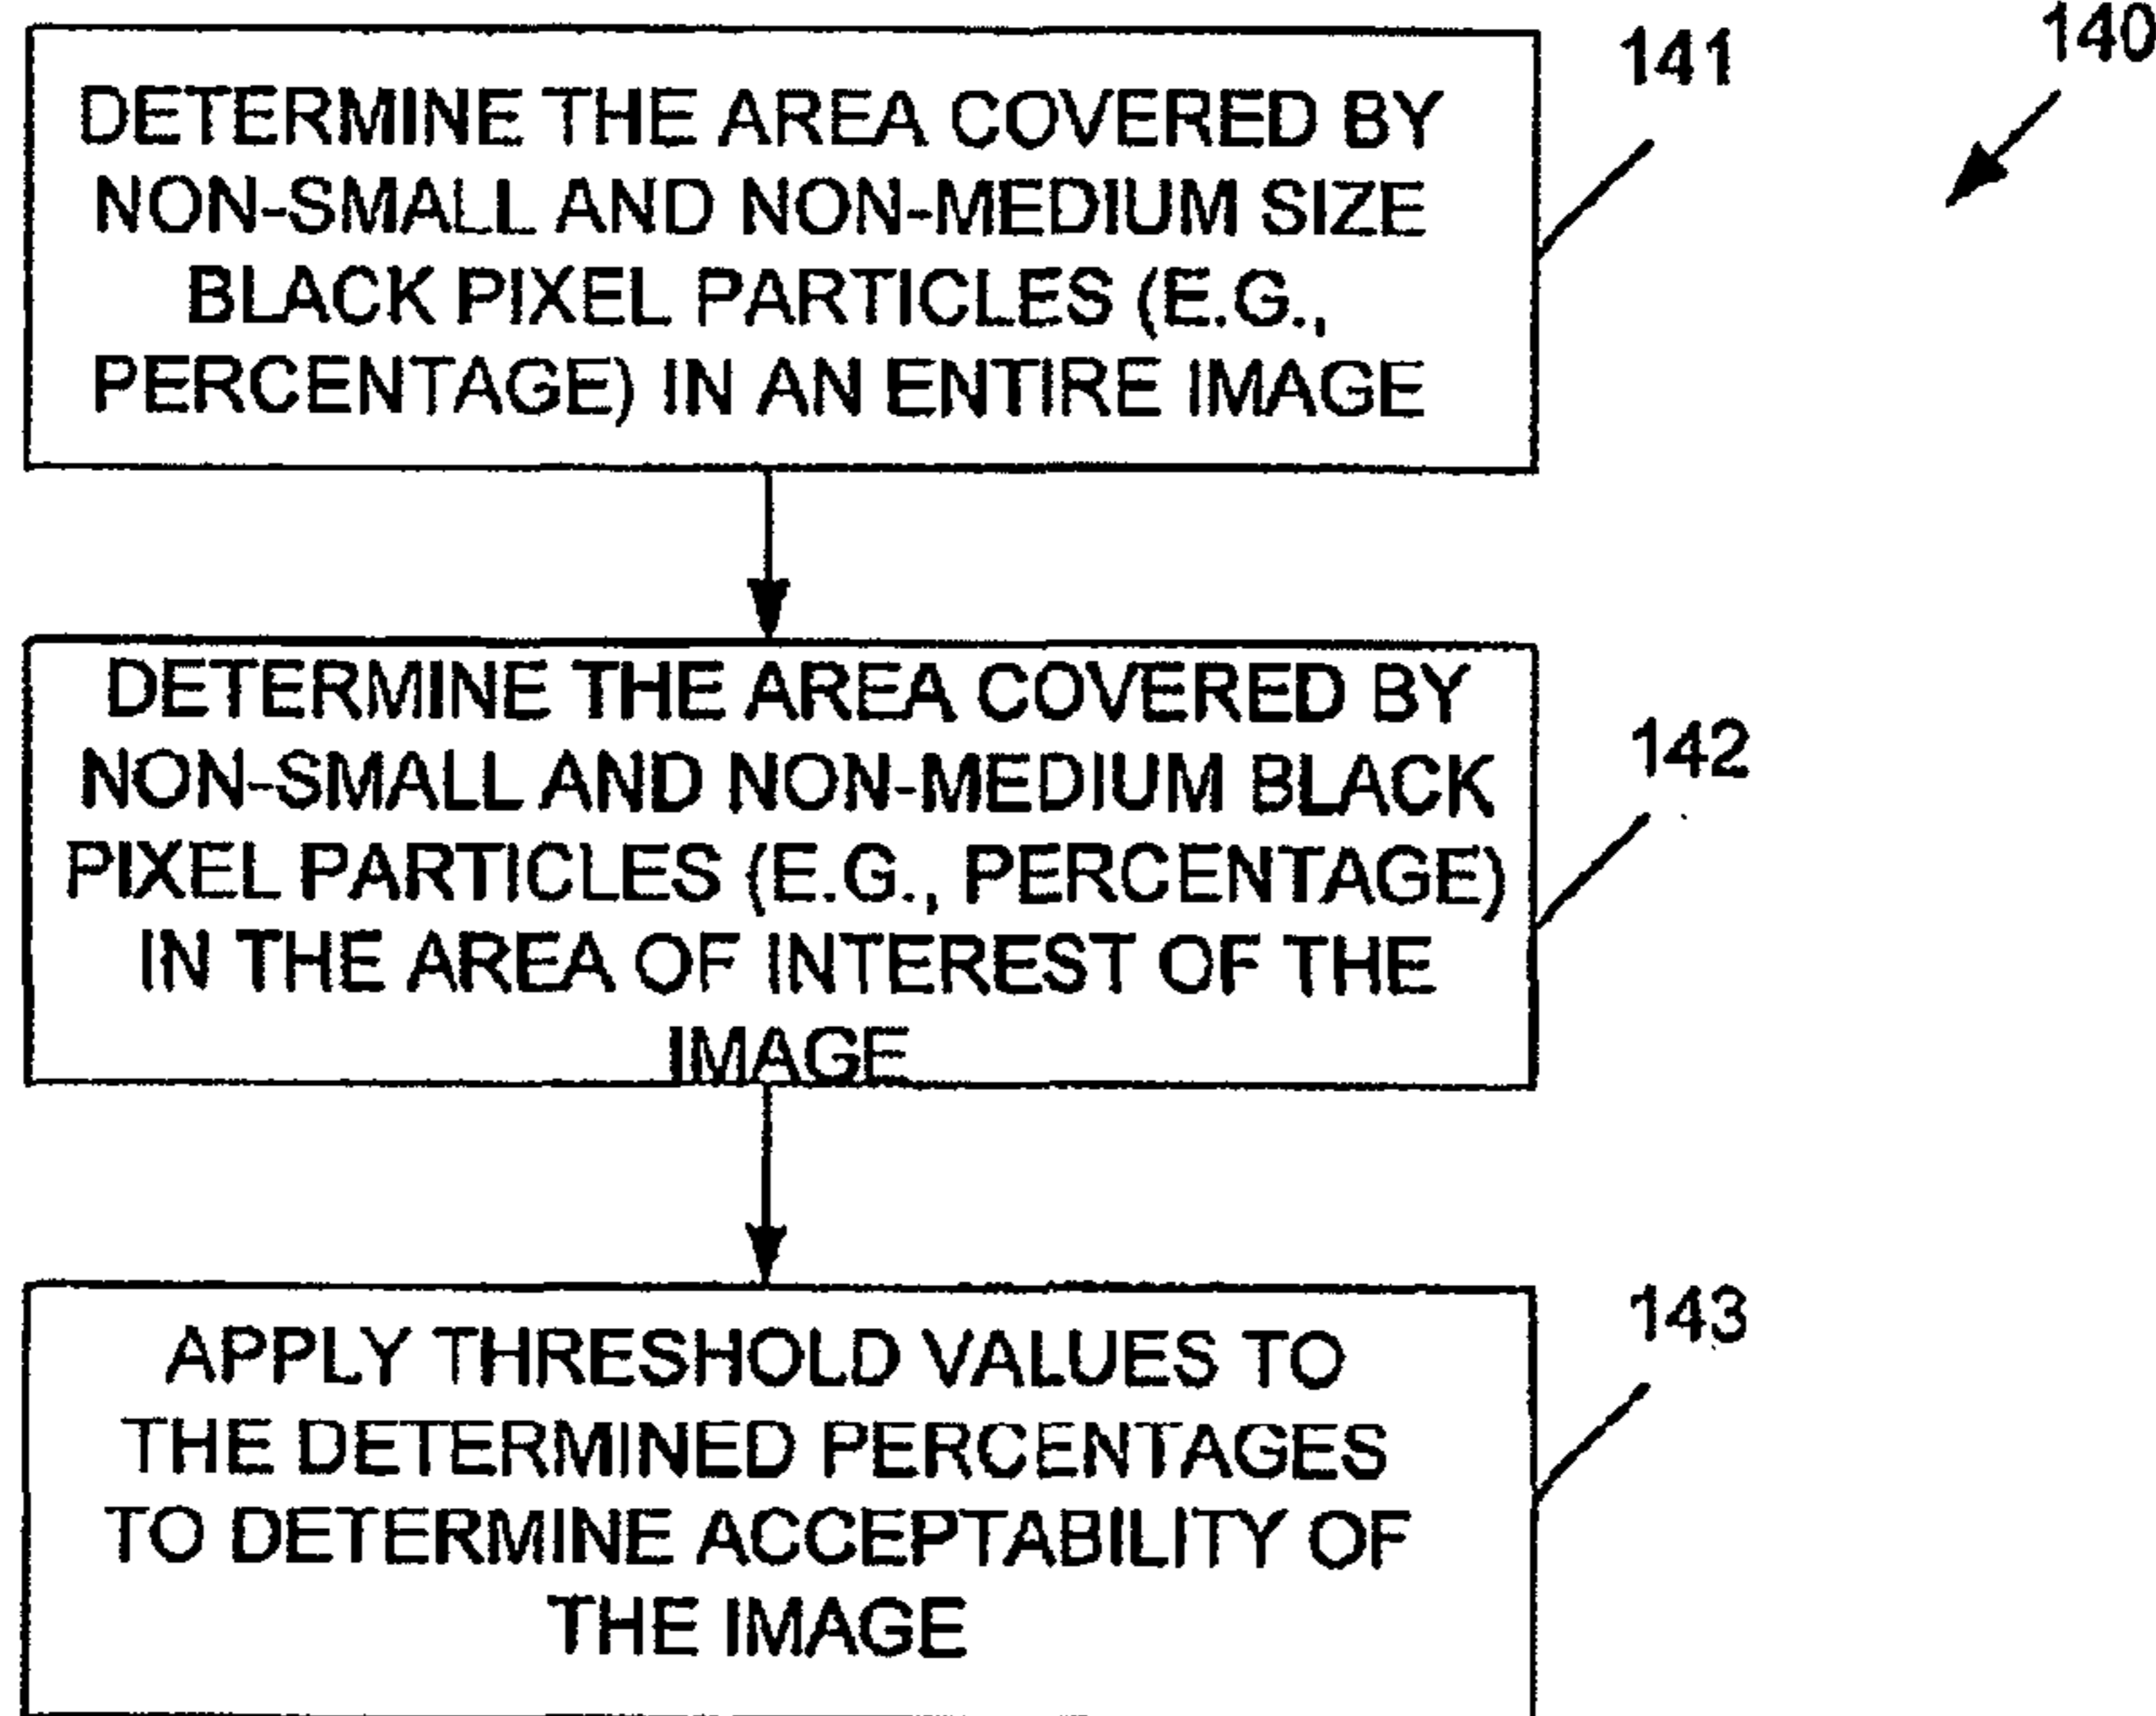 140
141
DETERMINE THE AREA COVERED BY
NON-SMALL AND NON-MEDIUM SIZE
BLACK PIXEL PARTICLES (E.G.,
PERCENTAGE) IN AN ENTIRE IMAGE
142
DETERMINE THE AREA COVERED BY
NON-SMALL AND NON-MEDIUM BLACK
PIXEL PARTICLES (E.G., PERCENTAGE)
IN THE AREA OF INTEREST OF THE
IMAGE
143
APPLY THRESHOLD VALUES TO
THE DETERMINED PERCENTAGES
TO DETERMINE ACCEPTABILITY OF
THE IMAGE